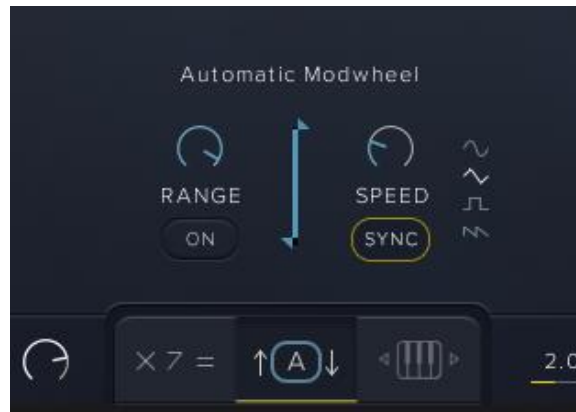 Automatic Modwheel
RANGE SPEED
ON SYNC
× 7 = ↑ A ↓ 2.0